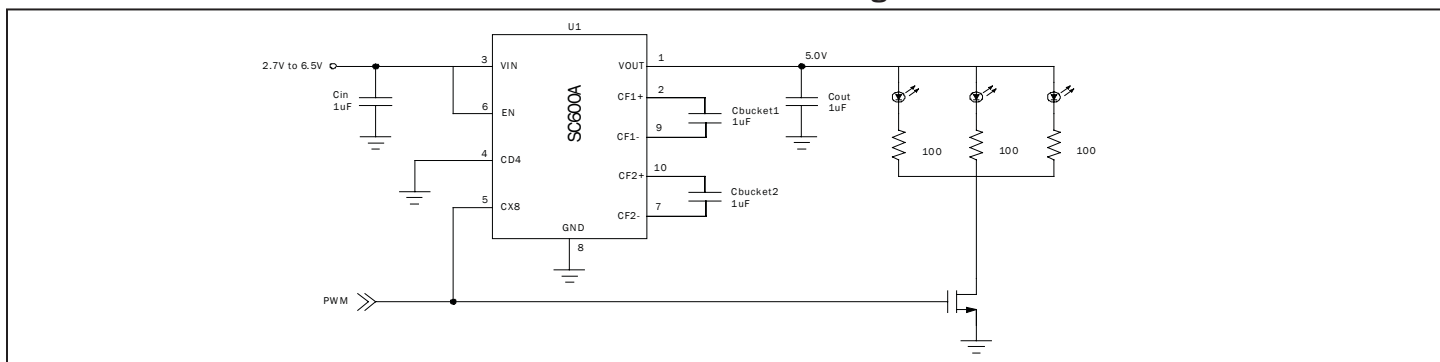 U1
2.7V to 6.5V
3
VIN
VOUT
1
5.0V
Cin
1uF
6
EN
CF1+
2
Cbucket1
1uF
Cout
1uF
SC600A
CF1-
9
4
CD4
100
100
100
CF2+
10
5
CX8
Cbucket2
1uF
CF2-
7
GND
8
PWM